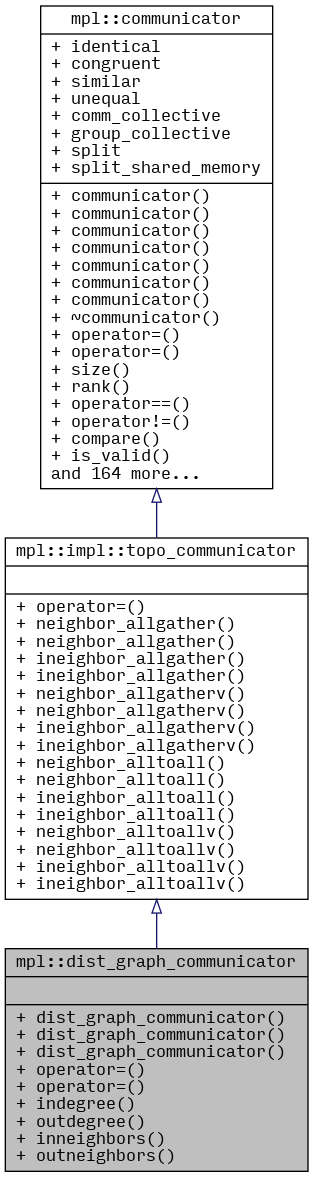 mpl::communicator
+ identical
+ congruent
+ similar
+ unequal
+ comm_collective
+ group_collective
+ split
+ split_shared_memory
+ communicator()
+ communicator()
+ communicator()
+ communicator()
+ communicator()
+ communicator()
+ communicator()
+ ~communicator()
+ operator=()
+ operator=()
+ size()
+ rank()
+ operator==()
+ operator!=()
+ compare()
+ is_valid()
and 164 more...
mpl::impl::topo_communicator
+ operator=()
+ neighbor_allgather()
+ neighbor_allgather()
+ ineighbor_allgather()
+ ineighbor_allgather()
+ neighbor_allgatherv()
+ neighbor_allgatherv()
+ ineighbor_allgatherv()
+ ineighbor_allgatherv()
+ neighbor_alltoall()
+ neighbor_alltoall()
+ ineighbor_alltoall()
+ ineighbor_alltoall()
+ neighbor_alltoallv()
+ neighbor_alltoallv()
+ ineighbor_alltoallv()
+ ineighbor_alltoallv()
mpl::dist_graph_communicator
+ dist_graph_communicator()
+ dist_graph_communicator()
+ dist_graph_communicator()
+ operator=()
+ operator=()
+ indegree()
+ outdegree()
+ inneighbors()
+ outneighbors()